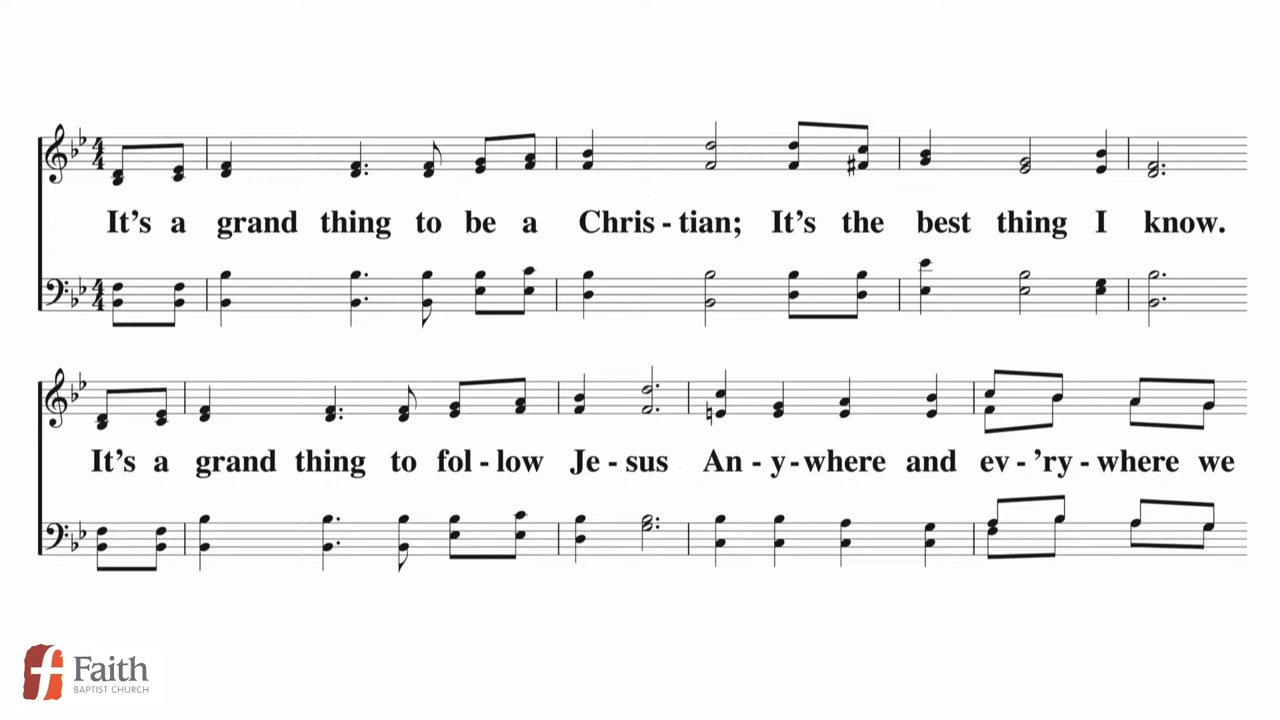 It's a grand thing to be a Chris - tian; It's the best thing I know.
It's a grand thing to fol - low Je - sus An - y - where and ev - 'ry - where we
Faith
BAPTIST CHURCH